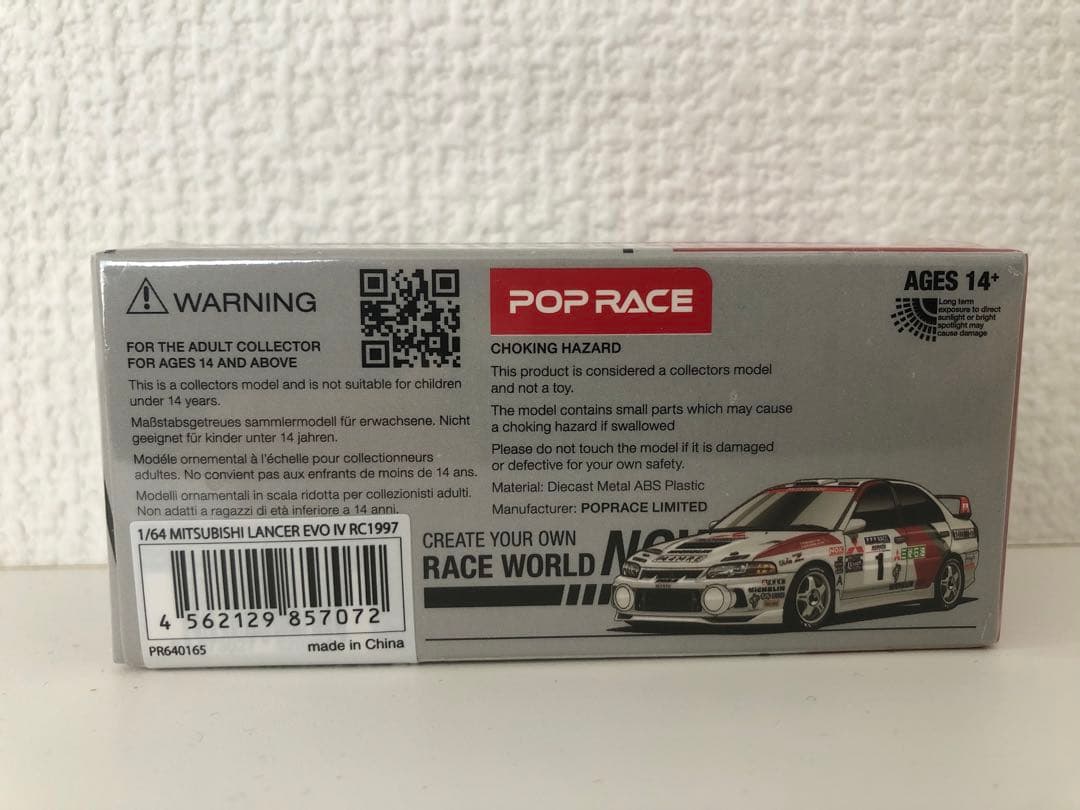 WARNING
FOR THE ADULT COLLECTOR
FOR AGES 14 AND ABOVE
This is a collectors model and is not suitable for children
under 14 years.
Maßstabsgetreues sammlermodell für erwachsene. Nicht
geeignet für kinder unter 14 jahren.
Modéle ornemental à l'échelle pour collectionneurs
adultes. No convient pas aux enfrants de moins de 14 ans.
Modelli ornamentali in scala ridotta per collezionisti adulti.
Non adatti a ragazzi di età inferiore a 14 anni.
1/64 MITSUBISHI LANCER EVO IV RC1997
4 562129 857072
PR640165
made in China
POP RACE
CHOKING HAZARD
This product is considered a collectors model
and not a toy.
The model contains small parts which may cause
a choking hazard if swallowed
Please do not touch the model if it is damaged
or defective for your own safety.
Material: Diecast Metal ABS Plastic
Manufacturer: POPRACE LIMITED
CREATE YOUR OWN
RACE WORLD
AGES 14+
Long term
exposure to direct
sunlight or bright
spotlight may
cause damage
1
MICHELIN